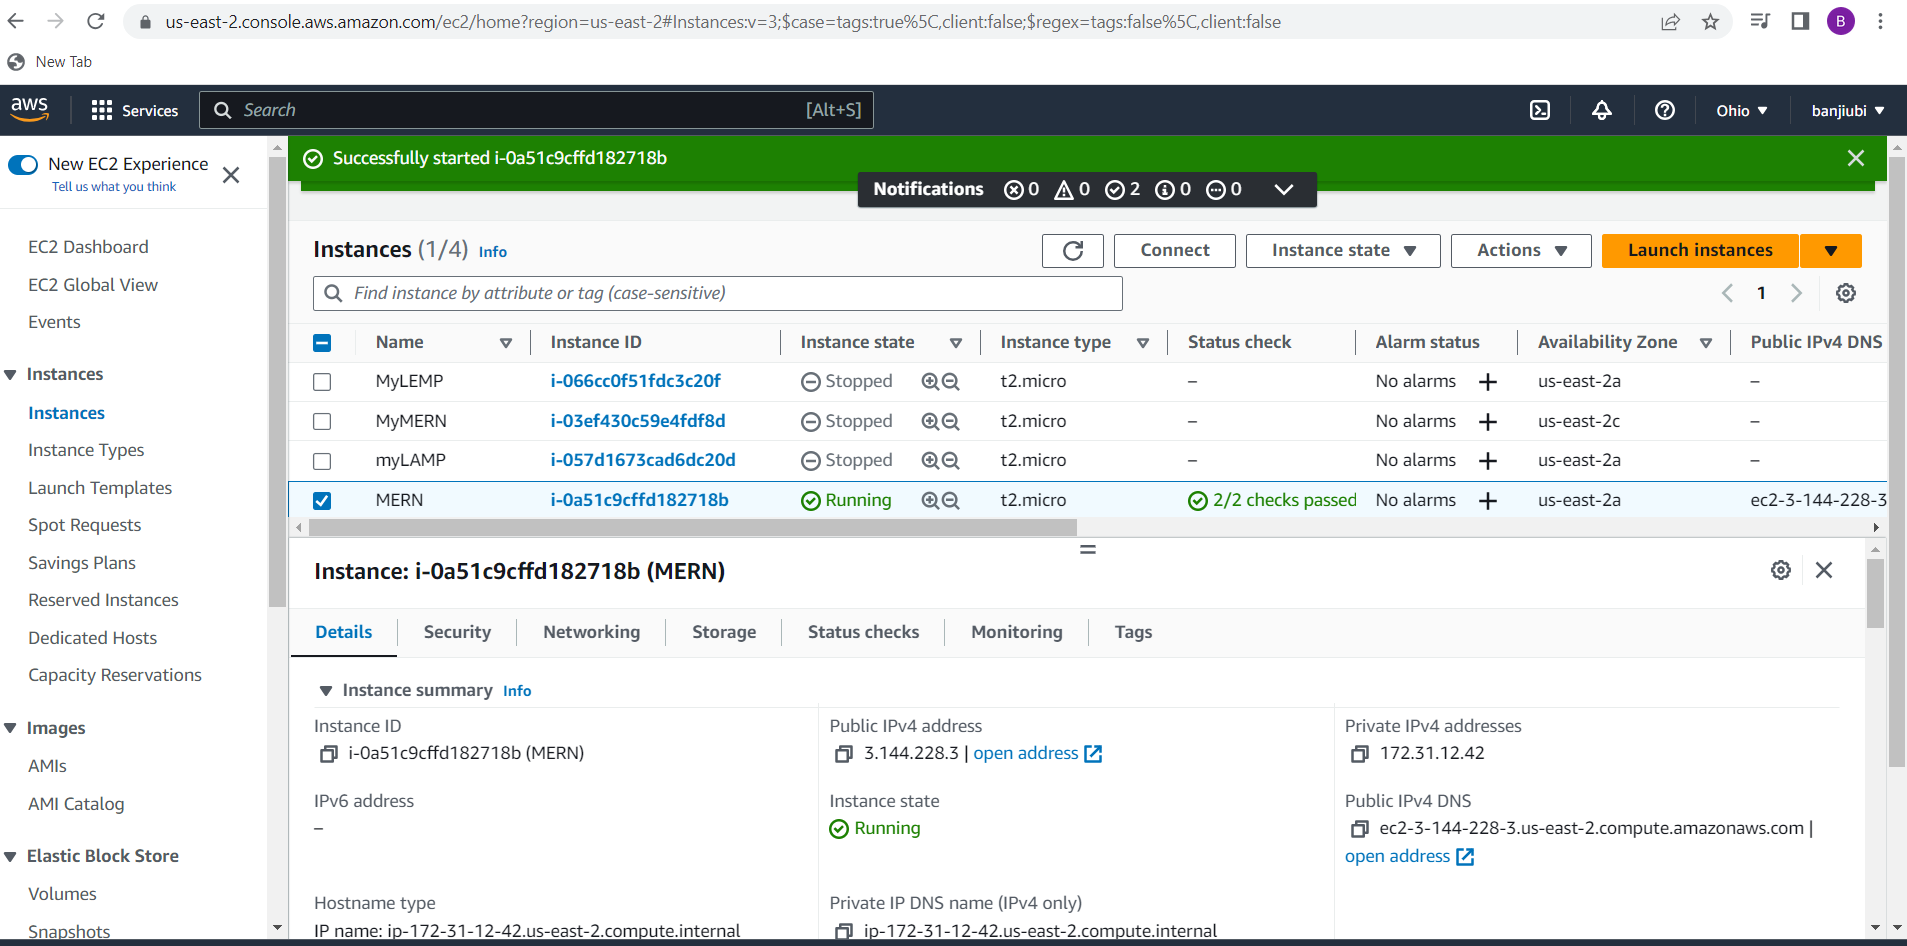 us-east-2.console.aws.amazon.com/ec2/home?region=us-east-2#Instances:v=3;$case=tags:true%5C,client:false;$regex=tags:false%5C,client:false
B
New Tab
aws
Services
Search
[Alt+S]
Ohio
banjiubi
New EC2 Experience
Tell us what you think
EC2 Dashboard
EC2 Global View
Events
Instances
Instances
Instance Types
Launch Templates
Spot Requests
Savings Plans
Reserved Instances
Dedicated Hosts
Capacity Reservations
Images
AMIs
AMI Catalog
Elastic Block Store
Volumes
Snapshots
Successfully started i-0a51c9cffd182718b
Notifications 0 0 2 0 0
Instances (1/4) Info
Connect
Instance state
Actions
Launch instances
Find instance by attribute or tag (case-sensitive)
1
Name Instance ID Instance state Instance type Status check Alarm status Availability Zone Public IPv4 DNS
MyLEMP i-066cc0f51fdc3c20f Stopped t2.micro – No alarms us-east-2a –
MyMERN i-03ef430c59e4fdf8d Stopped t2.micro – No alarms us-east-2c –
myLAMP i-057d1673cad6dc20d Stopped t2.micro – No alarms us-east-2a –
MERN i-0a51c9cffd182718b Running t2.micro 2/2 checks passed No alarms us-east-2a ec2-3-144-228-3
Instance: i-0a51c9cffd182718b (MERN)
Details Security Networking Storage Status checks Monitoring Tags
Instance summary Info
Instance ID
i-0a51c9cffd182718b (MERN)
Public IPv4 address
3.144.228.3 | open address
Private IPv4 addresses
172.31.12.42
IPv6 address
–
Instance state
Running
Public IPv4 DNS
ec2-3-144-228-3.us-east-2.compute.amazonaws.com |
open address
Hostname type
IP name: ip-172-31-12-42.us-east-2.compute.internal
Private IP DNS name (IPv4 only)
ip-172-31-12-42.us-east-2.compute.internal